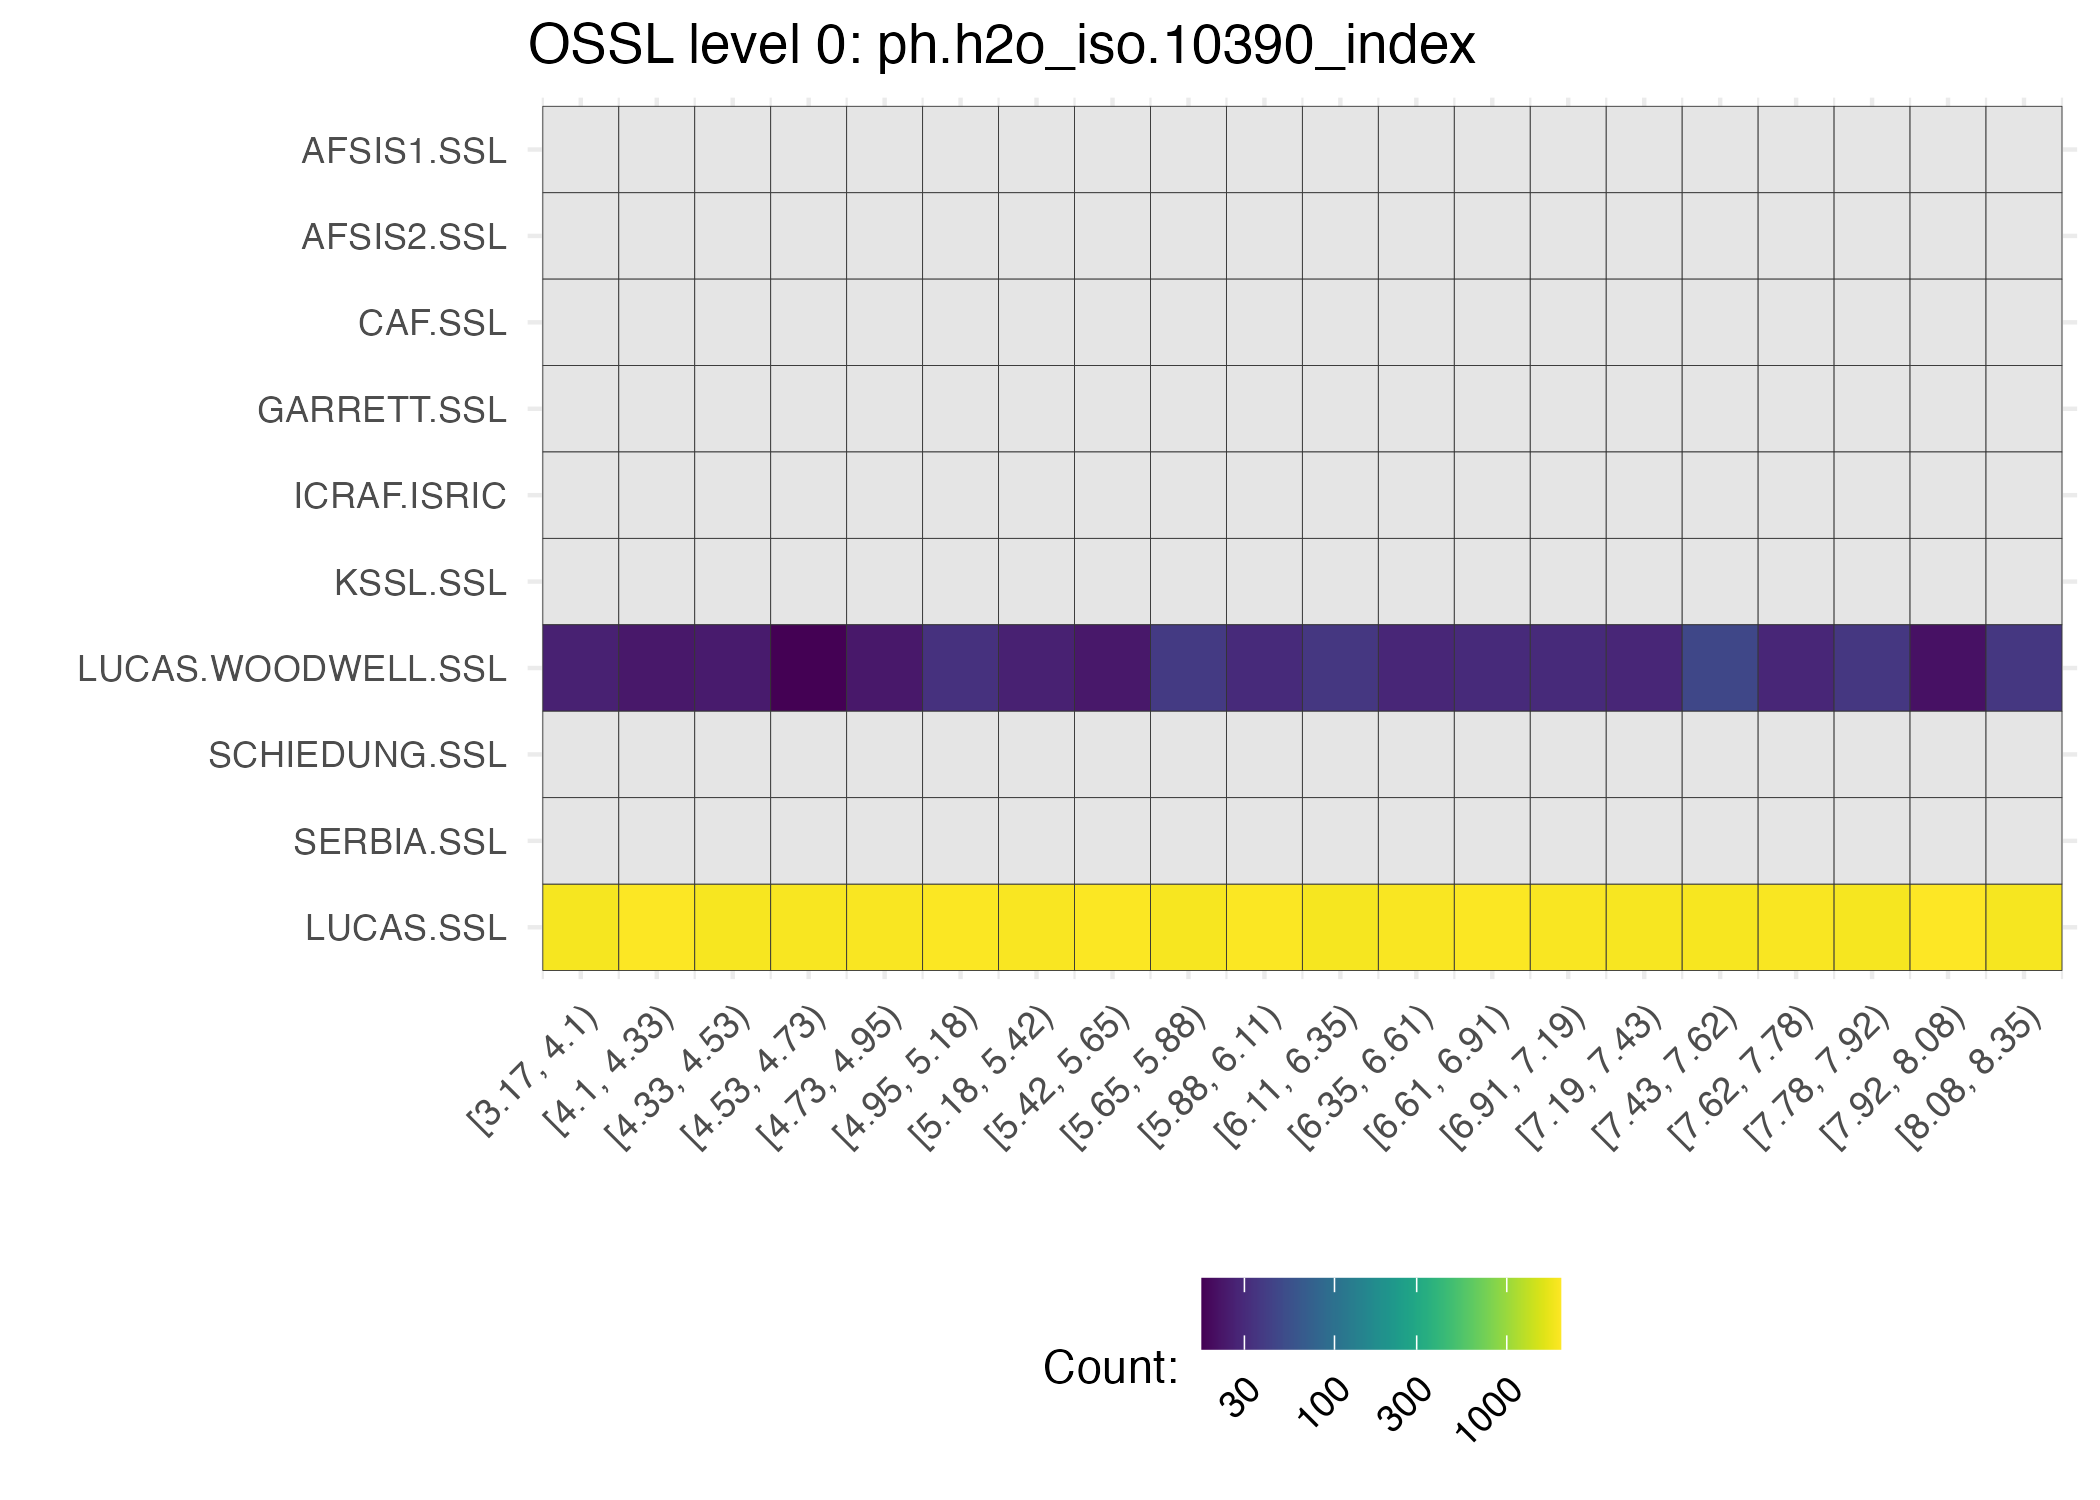 OSSL level 0: ph.h2o_iso.10390_index
AFSIS1.SSL
AFSIS2.SSL
CAF.SSL
GARRETT.SSL
ICRAF.ISRIC
KSSL.SSL
LUCAS.WOODWELL.SSL
SCHIEDUNG.SSL
SERBIA.SSL
LUCAS.SSL
[3.17, 4.1)
[4.1, 4.33)
[4.33, 4.53)
[4.53, 4.73)
[4.73, 4.95)
[4.95, 5.18)
[5.18, 5.42)
[5.42, 5.65)
[5.65, 5.88)
[5.88, 6.11)
[6.11, 6.35)
[6.35, 6.61)
[6.61, 6.91)
[6.91, 7.19)
[7.19, 7.43)
[7.43, 7.62)
[7.62, 7.78)
[7.78, 7.92)
[7.92, 8.08)
[8.08, 8.35)
Count:
30
100
300
1000